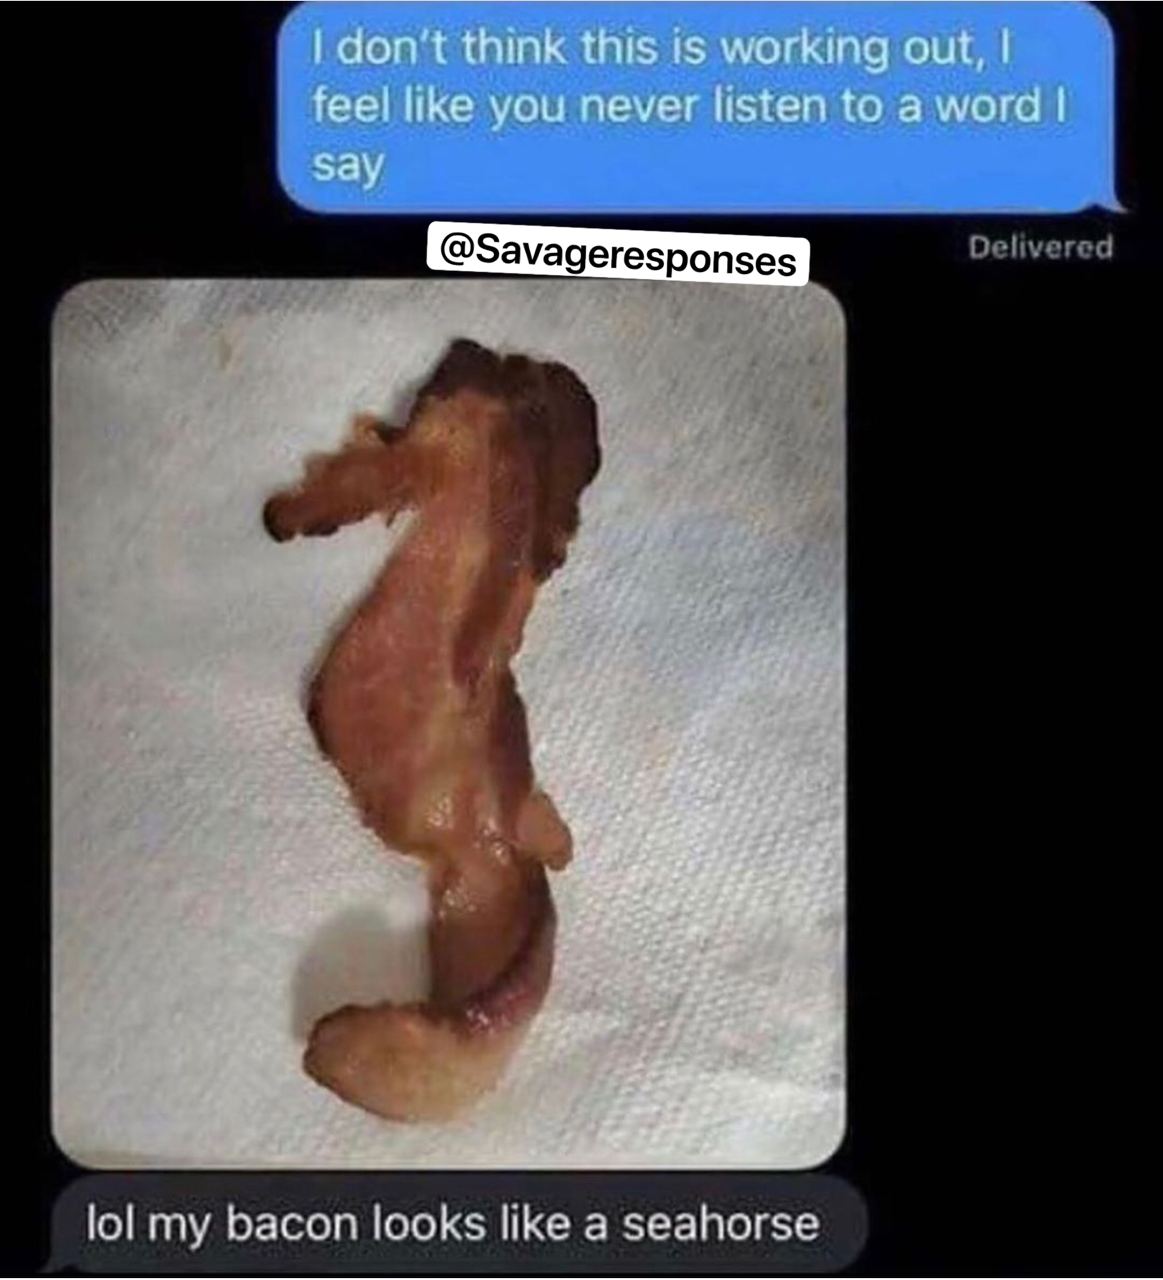 I don't think this is working out, I
feel like you never listen to a word I
say
@Savageresponses
Delivered
lol my bacon looks like a seahorse